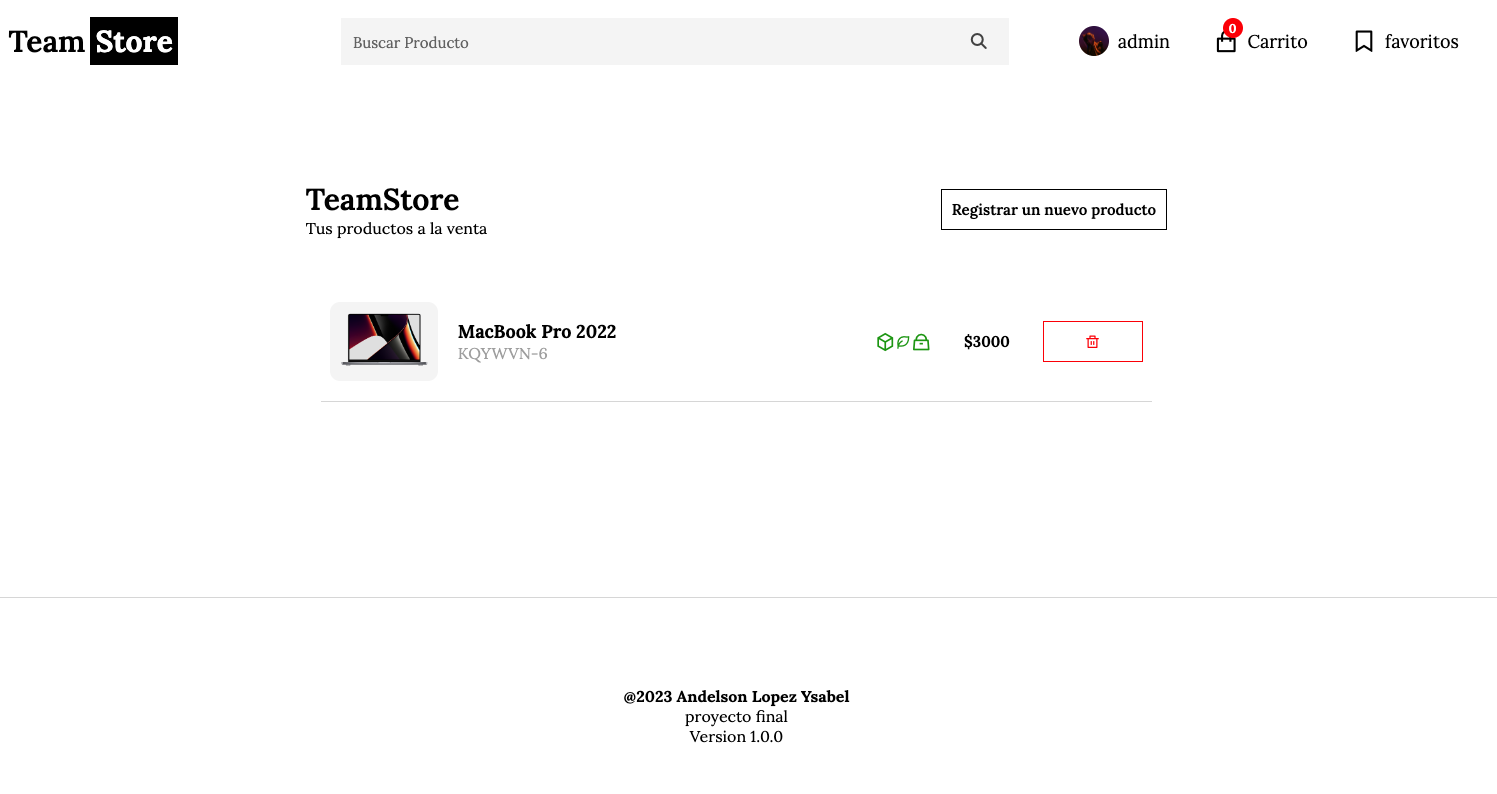 Team Store
Buscar Producto
admin
0
Carrito
favoritos
TeamStore
Tus productos a la venta
Registrar un nuevo producto
MacBook Pro 2022
KQYWVN-6
$3000
@2023 Andelson Lopez Ysabel
proyecto final
Version 1.0.0